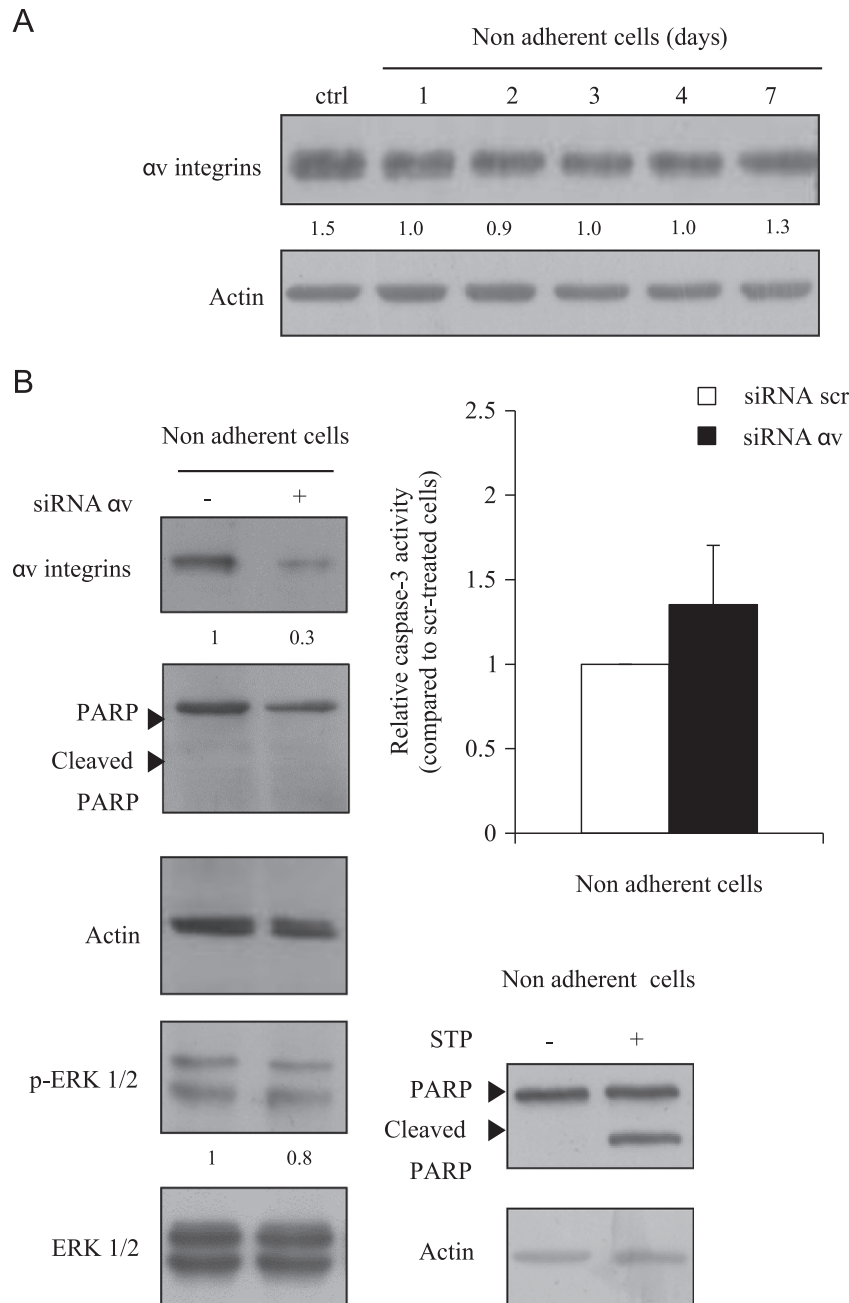 A
Non adherent cells (days)
ctrl 1 2 3 4 7
αv integrins
1.5 1.0 0.9 1.0 1.0 1.3
Actin
B
Non adherent cells
siRNA αv - +
αv integrins
1 0.3
PARP
Cleaved
PARP
Actin
p-ERK 1/2
1 0.8
ERK 1/2
siRNA scr
siRNA αv
Relative caspase-3 activity
(compared to scr-treated cells)
2.5
2
1.5
1
0.5
0
Non adherent cells
Non adherent cells
STP - +
PARP
Cleaved
PARP
Actin